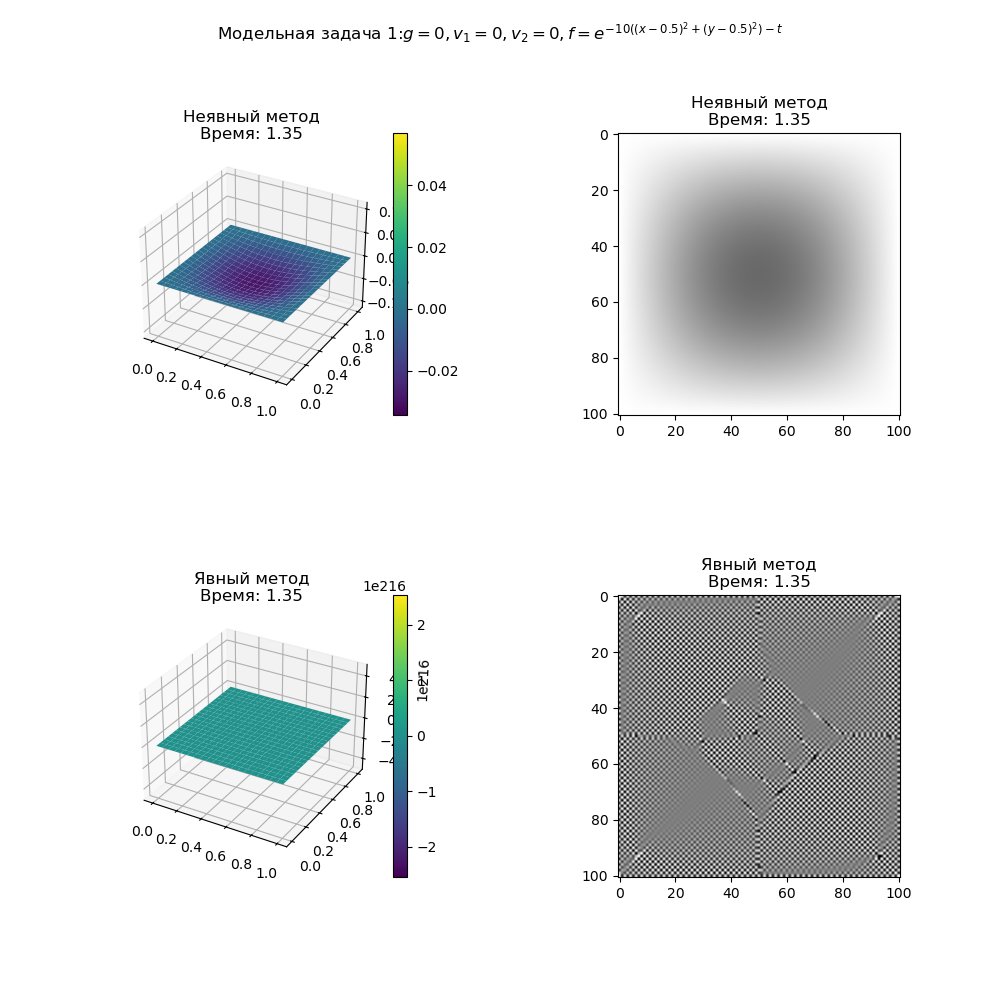 Модельная задача 1:g = 0, v₁ = 0, v₂ = 0, f = e^{−10((x−0.5)²+(y−0.5)²)−t}
Неявный метод
Время: 1.35
0.04
0.02
0.00
−0.02
0.0 0.2 0.4 0.6 0.8 1.0
0.0 0.2 0.4 0.6 0.8 1.0
Неявный метод
Время: 1.35
0
20
40
60
80
100
0 20 40 60 80 100
Явный метод
Время: 1.35
1e216
2
1
0
−1
−2
1e216
0.0 0.2 0.4 0.6 0.8 1.0
0.0 0.2 0.4 0.6 0.8 1.0
Явный метод
Время: 1.35
0
20
40
60
80
100
0 20 40 60 80 100